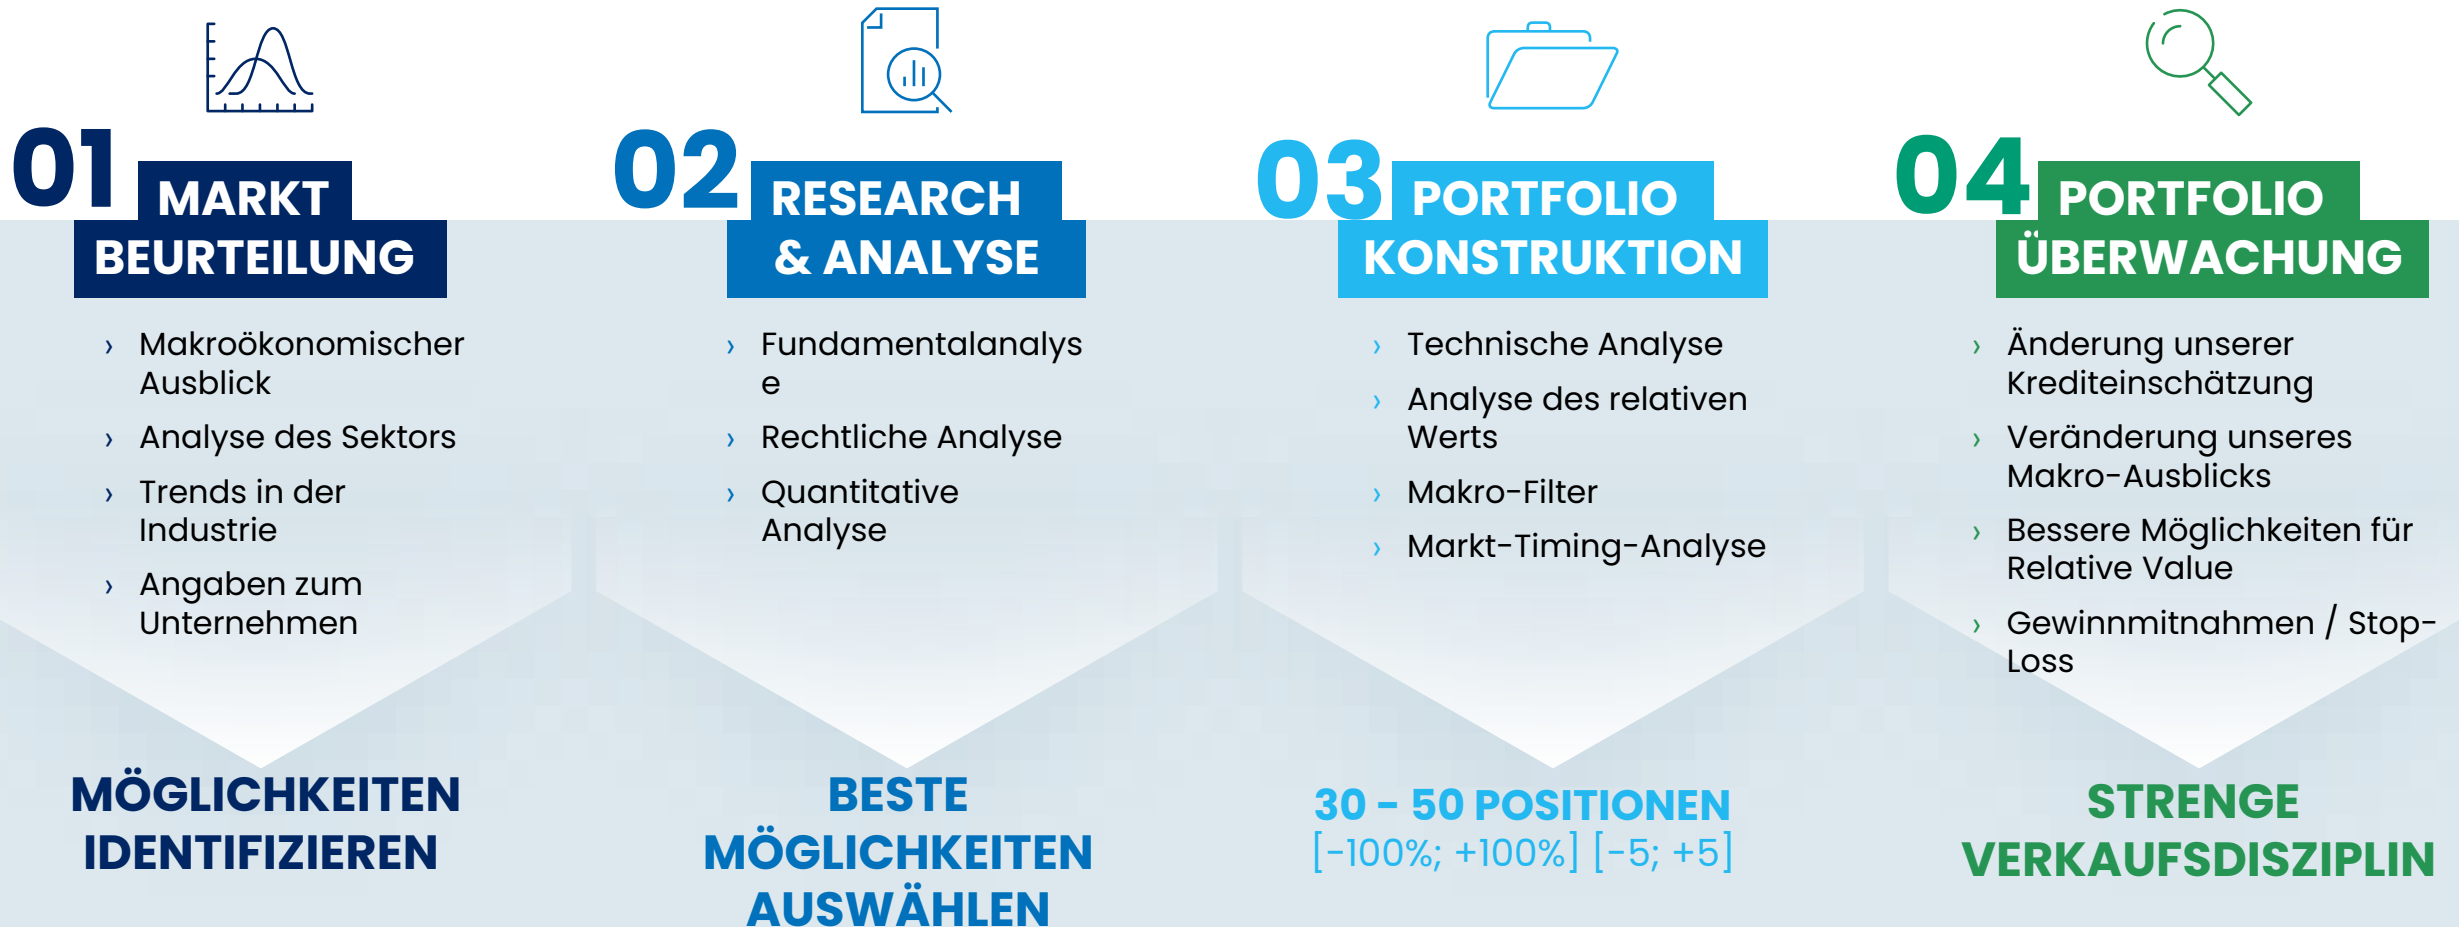 01
MARKT
BEURTEILUNG
› Makroökonomischer
Ausblick
› Analyse des Sektors
› Trends in der
Industrie
› Angaben zum
Unternehmen
MÖGLICHKEITEN
IDENTIFIZIEREN
02
RESEARCH
& ANALYSE
› Fundamentalanalys
e
› Rechtliche Analyse
› Quantitative
Analyse
BESTE
MÖGLICHKEITEN
AUSWÄHLEN
03
PORTFOLIO
KONSTRUKTION
› Technische Analyse
› Analyse des relativen
Werts
› Makro-Filter
› Markt-Timing-Analyse
30 – 50 POSITIONEN
[-100%; +100%] [-5; +5]
04
PORTFOLIO
ÜBERWACHUNG
› Änderung unserer
Krediteinschätzung
› Veränderung unseres
Makro-Ausblicks
› Bessere Möglichkeiten für
Relative Value
› Gewinnmitnahmen / Stop-
Loss
STRENGE
VERKAUFSDISZIPLIN